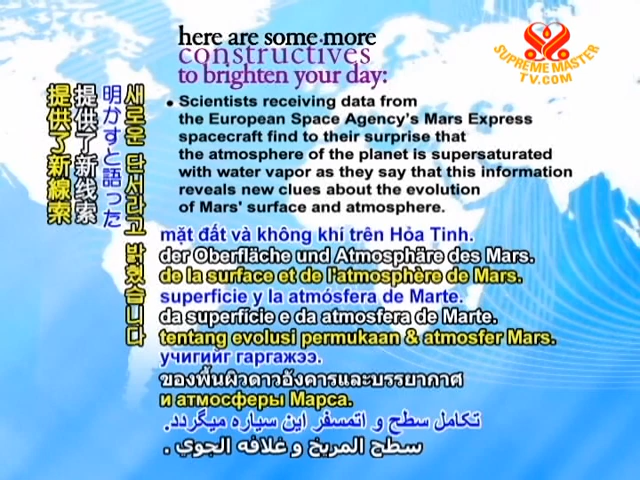 here are some more
constructives
to brighten your day:
SUPREME MASTER
TV.COM
• Scientists receiving data from
the European Space Agency's Mars Express
spacecraft find to their surprise that
the atmosphere of the planet is supersaturated
with water vapor as they say that this information
reveals new clues about the evolution
of Mars' surface and atmosphere.
새로운 단서라고 밝혔습니다
明かすと語った
提供了新线索
提供了新線索
mặt đất và không khí trên Hỏa Tinh.
der Oberfläche und Atmosphäre des Mars.
de la surface et de l'atmosphère de Mars.
superficie y la atmósfera de Marte.
da superfície e da atmosfera de Marte.
tentang evolusi permukaan & atmosfer Mars.
учигийг гаргажээ.
ของพื้นผิวดาวอังคารและบรรยากาศ
и атмосферы Марса.
تکامل سطح و اتمسفر این سیاره میگردد.
سطح المريخ و غلافه الجوي .